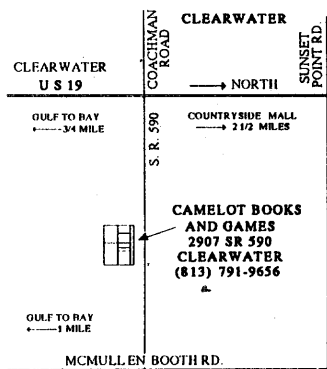 CLEARWATER
COACHMAN
ROAD
SUNSET
POINT RD.
CLEARWATER
U S 19
NORTH
GULF TO BAY
3/4 MILE
S. R. 590
COUNTRYSIDE MALL
2 1/2 MILES
CAMELOT BOOKS
AND GAMES
2907 SR 590
CLEARWATER
(813) 791-9656
GULF TO BAY
1 MILE
MCMULLEN BOOTH RD.